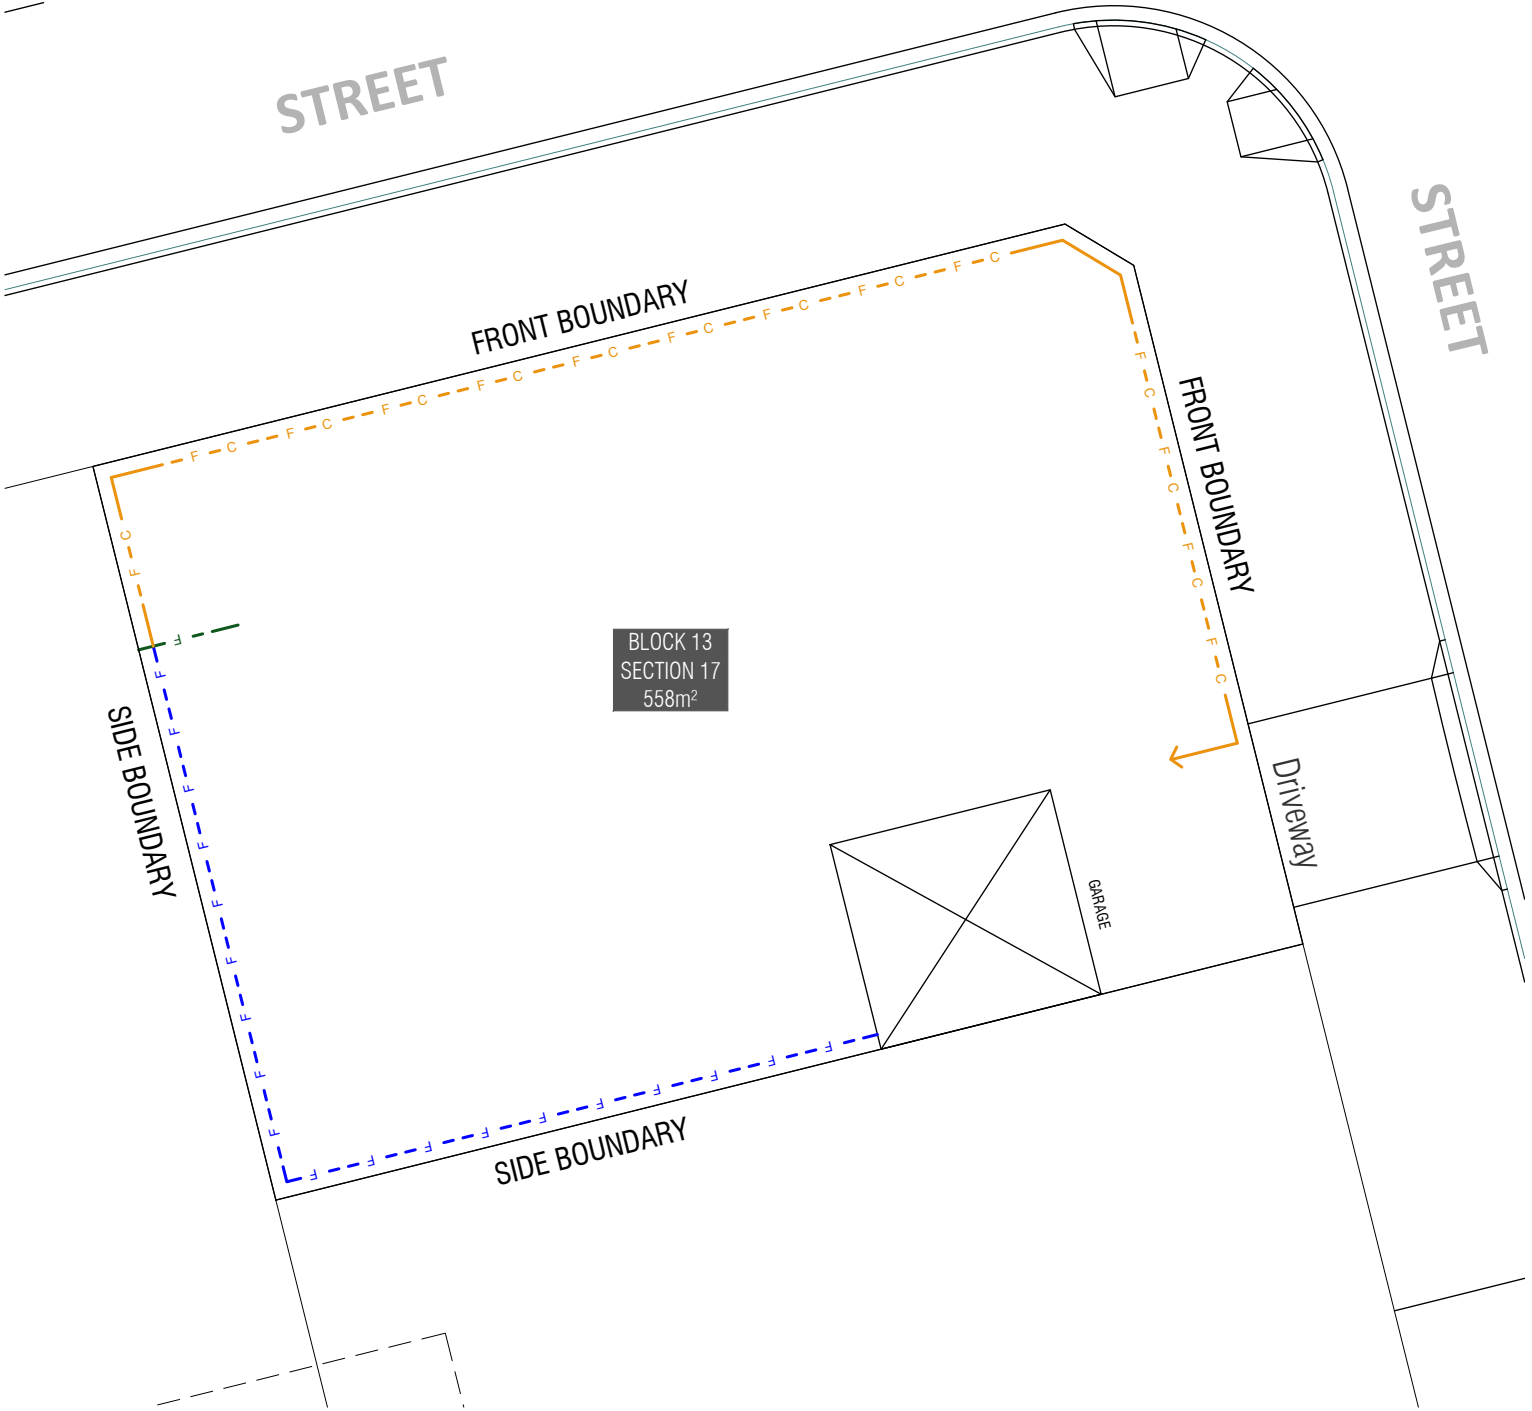 STREET
STREET
FRONT BOUNDARY
F C F C F C F C F C F C F C F C F C
FRONT BOUNDARY
F C F C F C F C
C F
F
BLOCK 13
SECTION 17
558m²
SIDE BOUNDARY
F F F F F F F F F
Driveway
GARAGE
F F F F F F F F F F
SIDE BOUNDARY